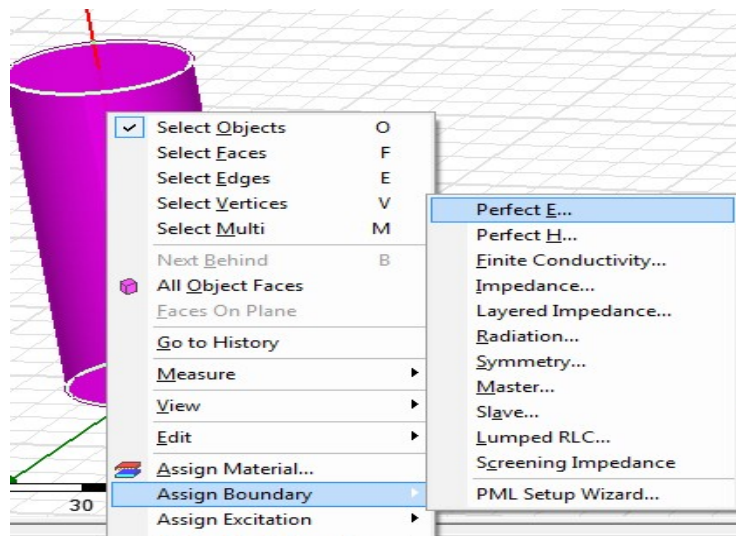 Select Objects O
Select Faces F
Select Edges E
Select Vertices V
Select Multi M
Next Behind B
All Object Faces
Faces On Plane
Go to History
Measure
View
Edit
Assign Material...
Assign Boundary
Assign Excitation
Perfect E...
Perfect H...
Finite Conductivity...
Impedance...
Layered Impedance...
Radiation...
Symmetry...
Master...
Slave...
Lumped RLC...
Screening Impedance
PML Setup Wizard...
30